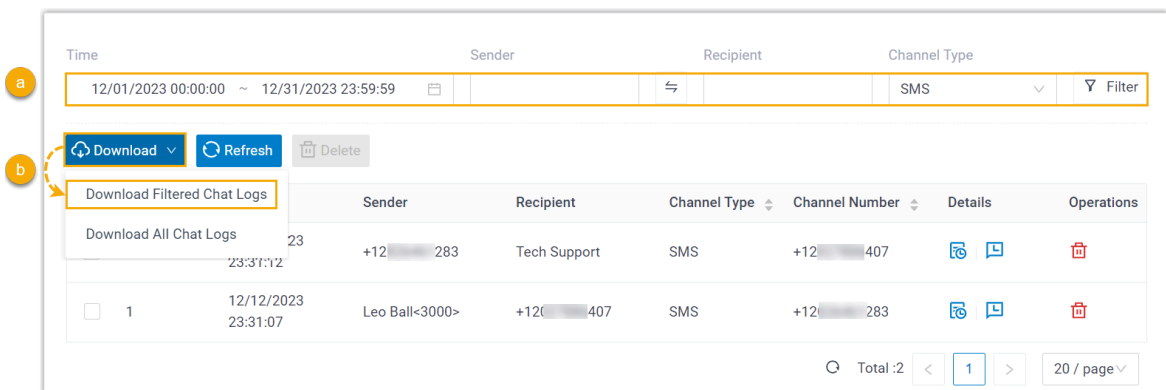 Time Sender Recipient Channel Type
a 12/01/2023 00:00:00 ~ 12/31/2023 23:59:59 SMS Filter
b Download Refresh Delete
Download Filtered Chat Logs Sender Recipient Channel Type Channel Number Details Operations
Download All Chat Logs
23
23:37:12 +12 283 Tech Support SMS +12 407
1 12/12/2023
23:31:07 Leo Ball<3000> +120 407 SMS +12 283
Total :2 < 1 > 20 / page